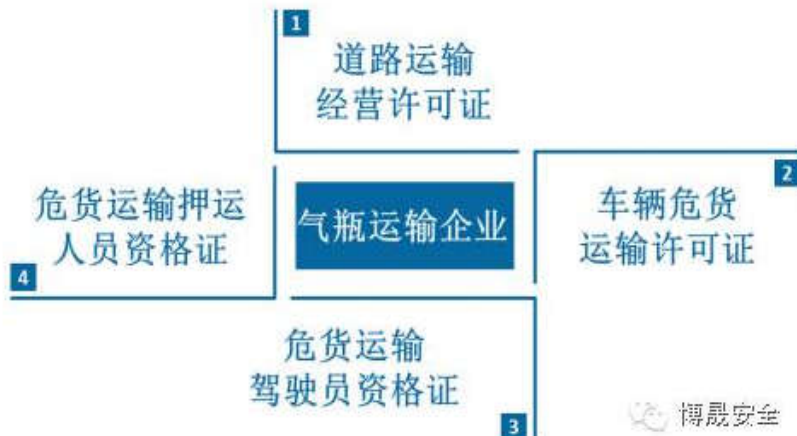 1
道路运输
经营许可证
2
车辆危货
运输许可证
危货运输押运
人员资格证
4
气瓶运输企业
危货运输
驾驶员资格证
3
博晟安全